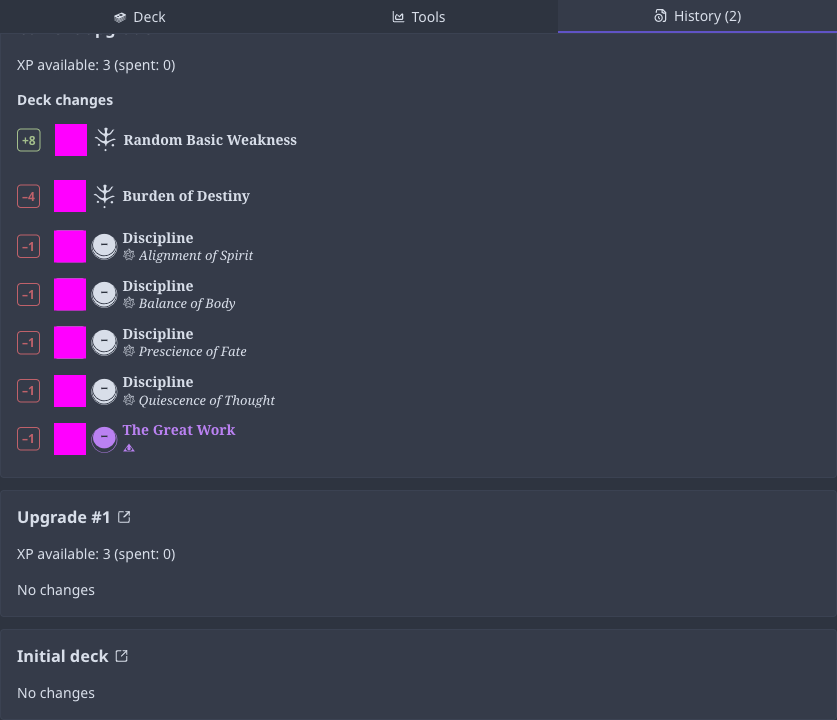 Deck
Tools
History (2)
XP available: 3 (spent: 0)
Deck changes
+8 Random Basic Weakness
–4 Burden of Destiny
–1 Discipline
Alignment of Spirit
–1 Discipline
Balance of Body
–1 Discipline
Prescience of Fate
–1 Discipline
Quiescence of Thought
–1 The Great Work
Upgrade #1
XP available: 3 (spent: 0)
No changes
Initial deck
No changes